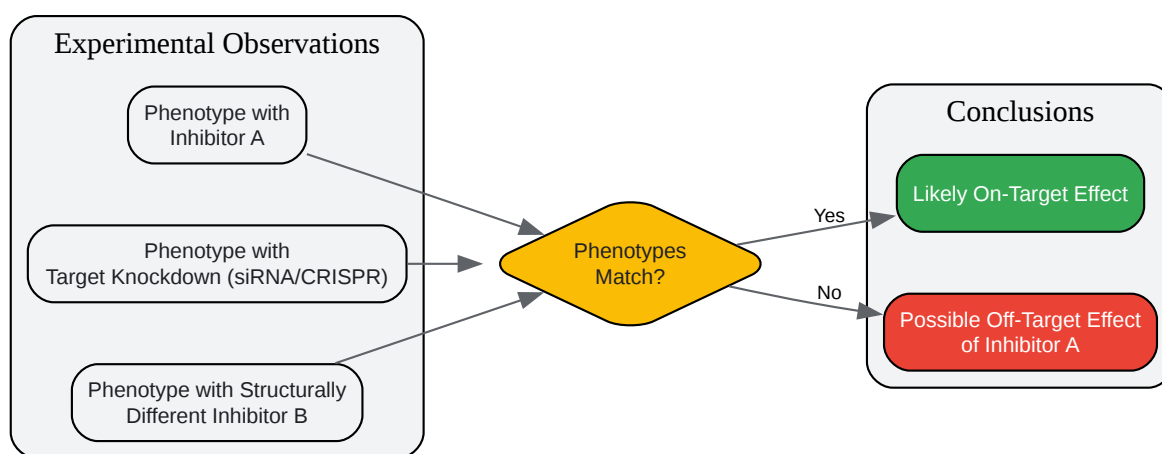 Experimental Observations
Phenotype with
Inhibitor A
Phenotype with
Target Knockdown (siRNA/CRISPR)
Phenotype with Structurally
Different Inhibitor B
Phenotypes
Match?
Yes
No
Conclusions
Likely On-Target Effect
Possible Off-Target Effect
of Inhibitor A